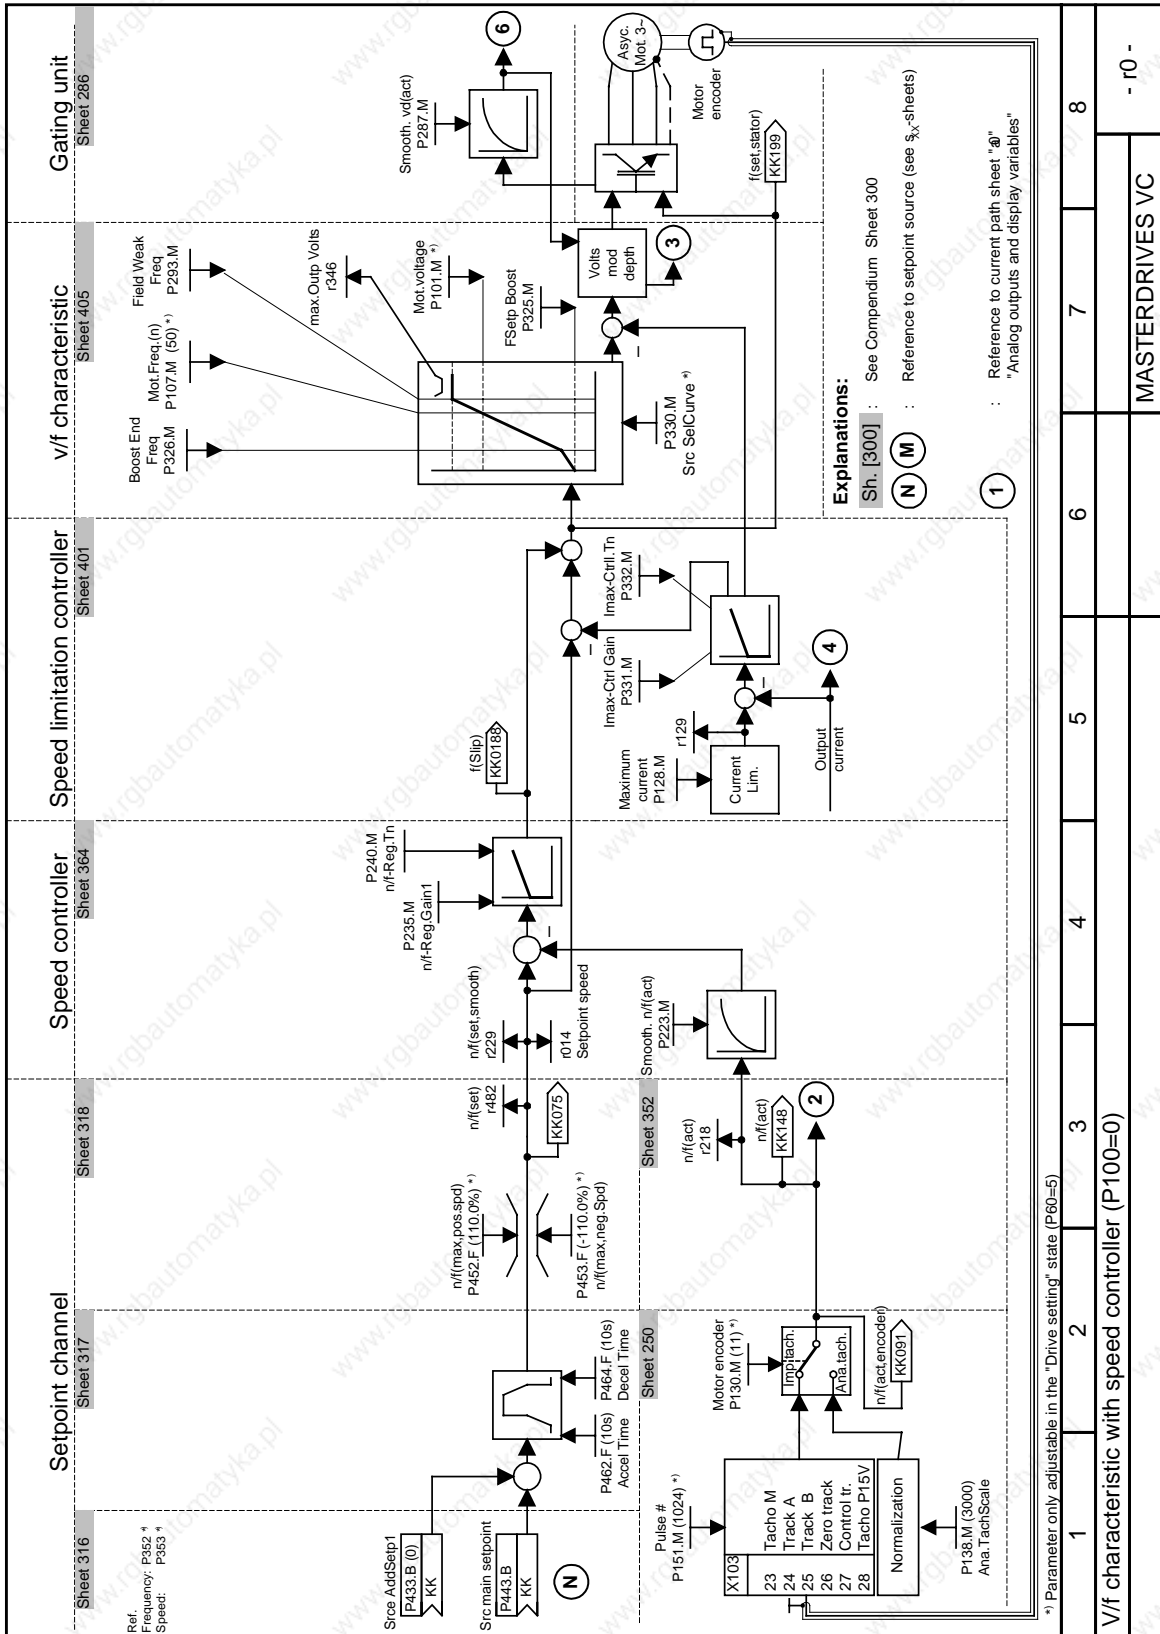 Setpoint channel
Speed controller
Speed limitation controller
v/f characteristic
Gating unit
Sheet 316
Sheet 317
Sheet 318
Sheet 364
Sheet 401
Sheet 405
Sheet 286
Ref.
Frequency: P352 *)
Speed: P353 *)
Srce AddSetp1
P433.B (0)
KK
Src main setpoint
P443.B
KK
N
P462.F (10s)
Accel Time
P464.F (10s)
Decel Time
n/f(max,pos.spd)
P452.F (110.0%) *)
P453.F (-110.0%) *)
n/f(max,neg.Spd)
n/f(set)
r482
KK075
n/f(set,smooth)
r229
r014
Setpoint speed
P235.M
n/f-Reg.Gain1
P240.M
n/f-Reg.Tn
f(Slip)
KK0188
Boost End
Freq
P326.M
Mot.Freq.(n)
P107.M (50) *)
Field Weak
Freq
P293.M
max.Outp Volts
r346
Mot.voltage
P101.M *)
FSetp Boost
P325.M
P330.M
Src SelCurve *)
Smooth. vd(act)
P287.M
6
Volts
mod
depth
3
Asyc.
Mot. 3~
Motor
encoder
f(set,stator)
KK199
Imax-Ctrl Gain
P331.M
Imax-Ctrll.Tn
P332.M
Maximum
current
P128.M
r129
Current
Lim.
Output
current
4
Sheet 250
Sheet 352
Pulse #
P151.M (1024) *)
X103
23 Tacho M
24 Track A
25 Track B
26 Zero track
27 Control tr.
28 Tacho P15V
Normalization
P138.M (3000)
Ana.TachScale
Motor encoder
P130.M (11) *)
Imp.tach.
Ana.tach.
n/f(act,encoder)
KK091
n/f(act)
r218
n/f(act)
KK148
2
Smooth. n/f(act)
P223.M
Explanations:
Sh. [300] : See Compendium Sheet 300
N M : Reference to setpoint source (see s_xx-sheets)
1 : Reference to current path sheet "a0"
"Analog outputs and display variables"
*) Parameter only adjustable in the "Drive setting" state (P60=5)
1 2 3 4 5 6 7 8
V/f characteristic with speed controller (P100=0)
MASTERDRIVES VC
- r0 -
www.rgbautomatyka.pl